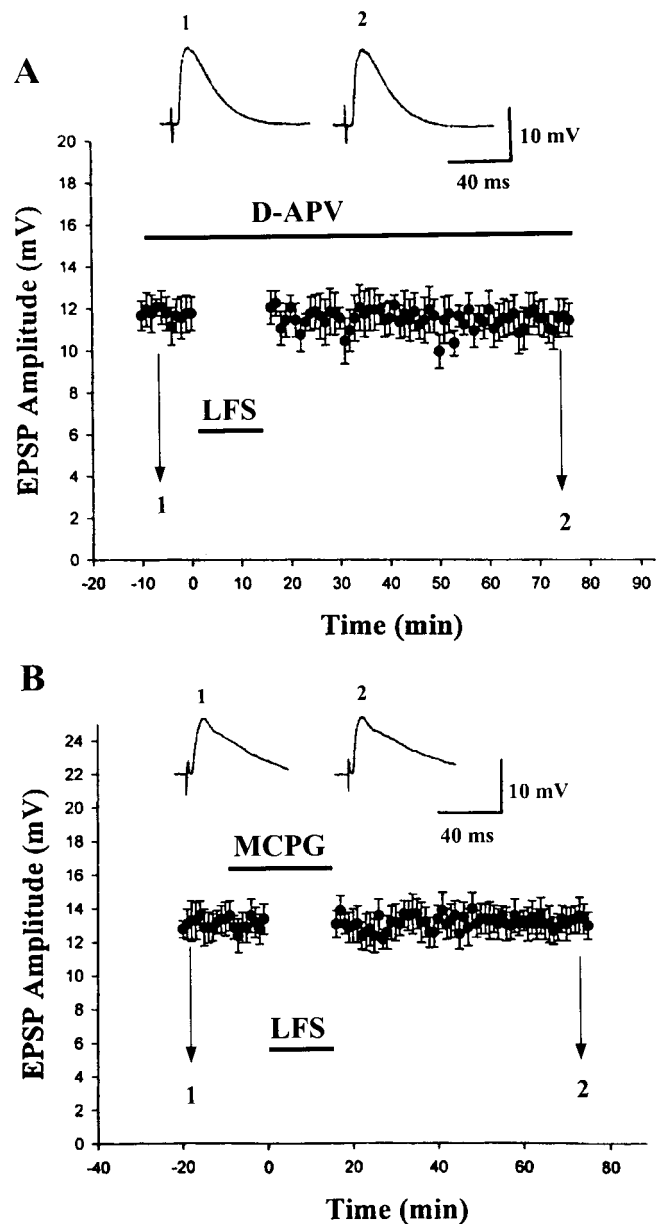 A
1 2
10 mV
40 ms
D-APV
LFS
1
2
EPSP Amplitude (mV)
20
18
16
14
12
10
8
6
4
2
0
-20 -10 0 10 20 30 40 50 60 70 80 90
Time (min)
B
1 2
10 mV
40 ms
MCPG
LFS
1
2
EPSP Amplitude (mV)
24
22
20
18
16
14
12
10
8
6
4
2
0
-40 -20 0 20 40 60 80
Time (min)